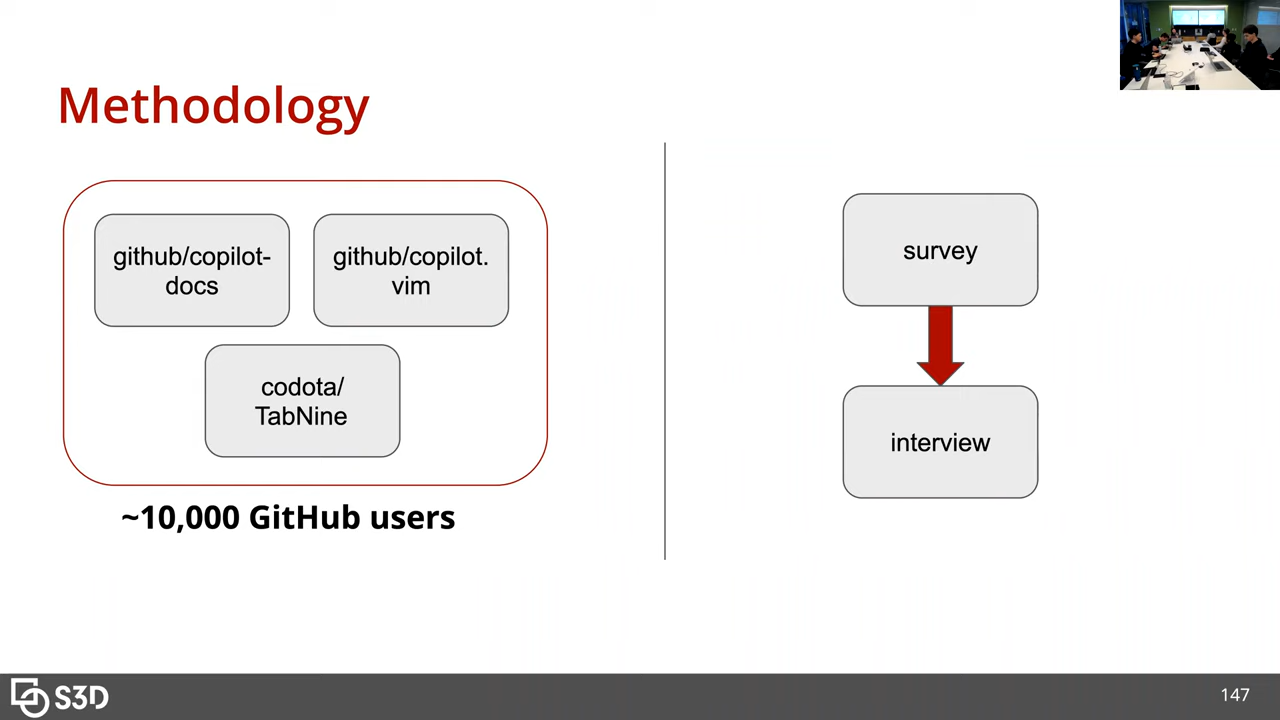 Methodology
github/copilot-
docs
github/copilot.
vim
codota/
TabNine
~10,000 GitHub users
survey
interview
S3D
147